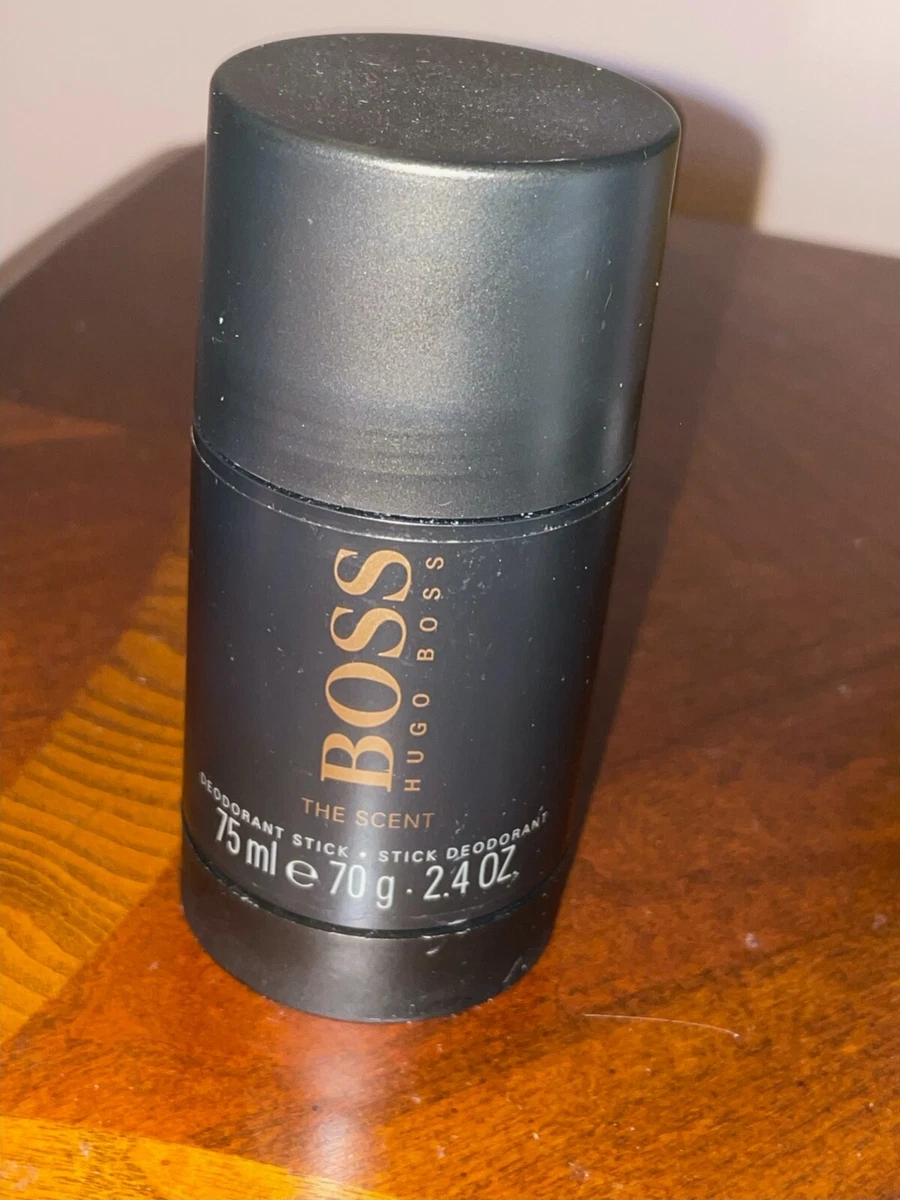 BOSS
HUGO BOSS
THE SCENT
DEODORANT STICK • STICK DEODORANT
75 ml ℮ 70 g · 2.4 OZ.